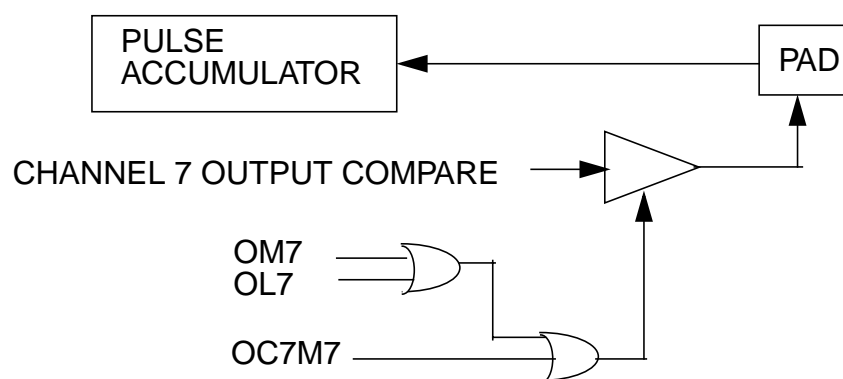 PULSE
ACCUMULATOR
PAD
CHANNEL 7 OUTPUT COMPARE
OM7
OL7
OC7M7